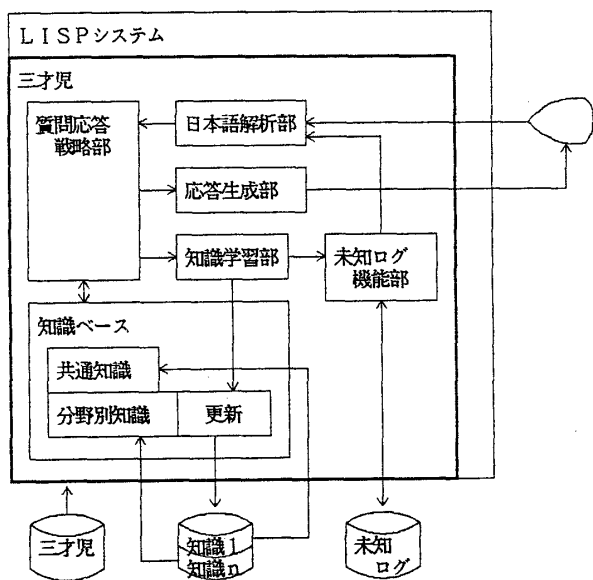 ＬＩＳＰシステム
三才児
質問応答
戦略部
日本語解析部
応答生成部
知識学習部
未知ログ
機能部
知識ベース
共通知識
分野別知識
更新
三才児
知識1
知識n
未知
ログ